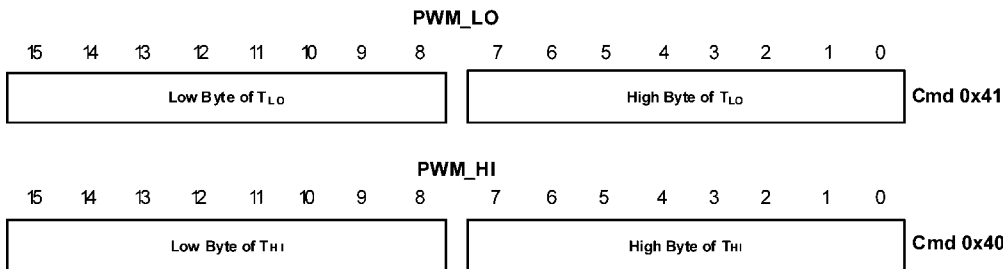 PWM_LO
15 14 13 12 11 10 9 8 7 6 5 4 3 2 1 0
Low Byte of TLO High Byte of TLO Cmd 0x41
PWM_HI
15 14 13 12 11 10 9 8 7 6 5 4 3 2 1 0
Low Byte of THI High Byte of THI Cmd 0x40